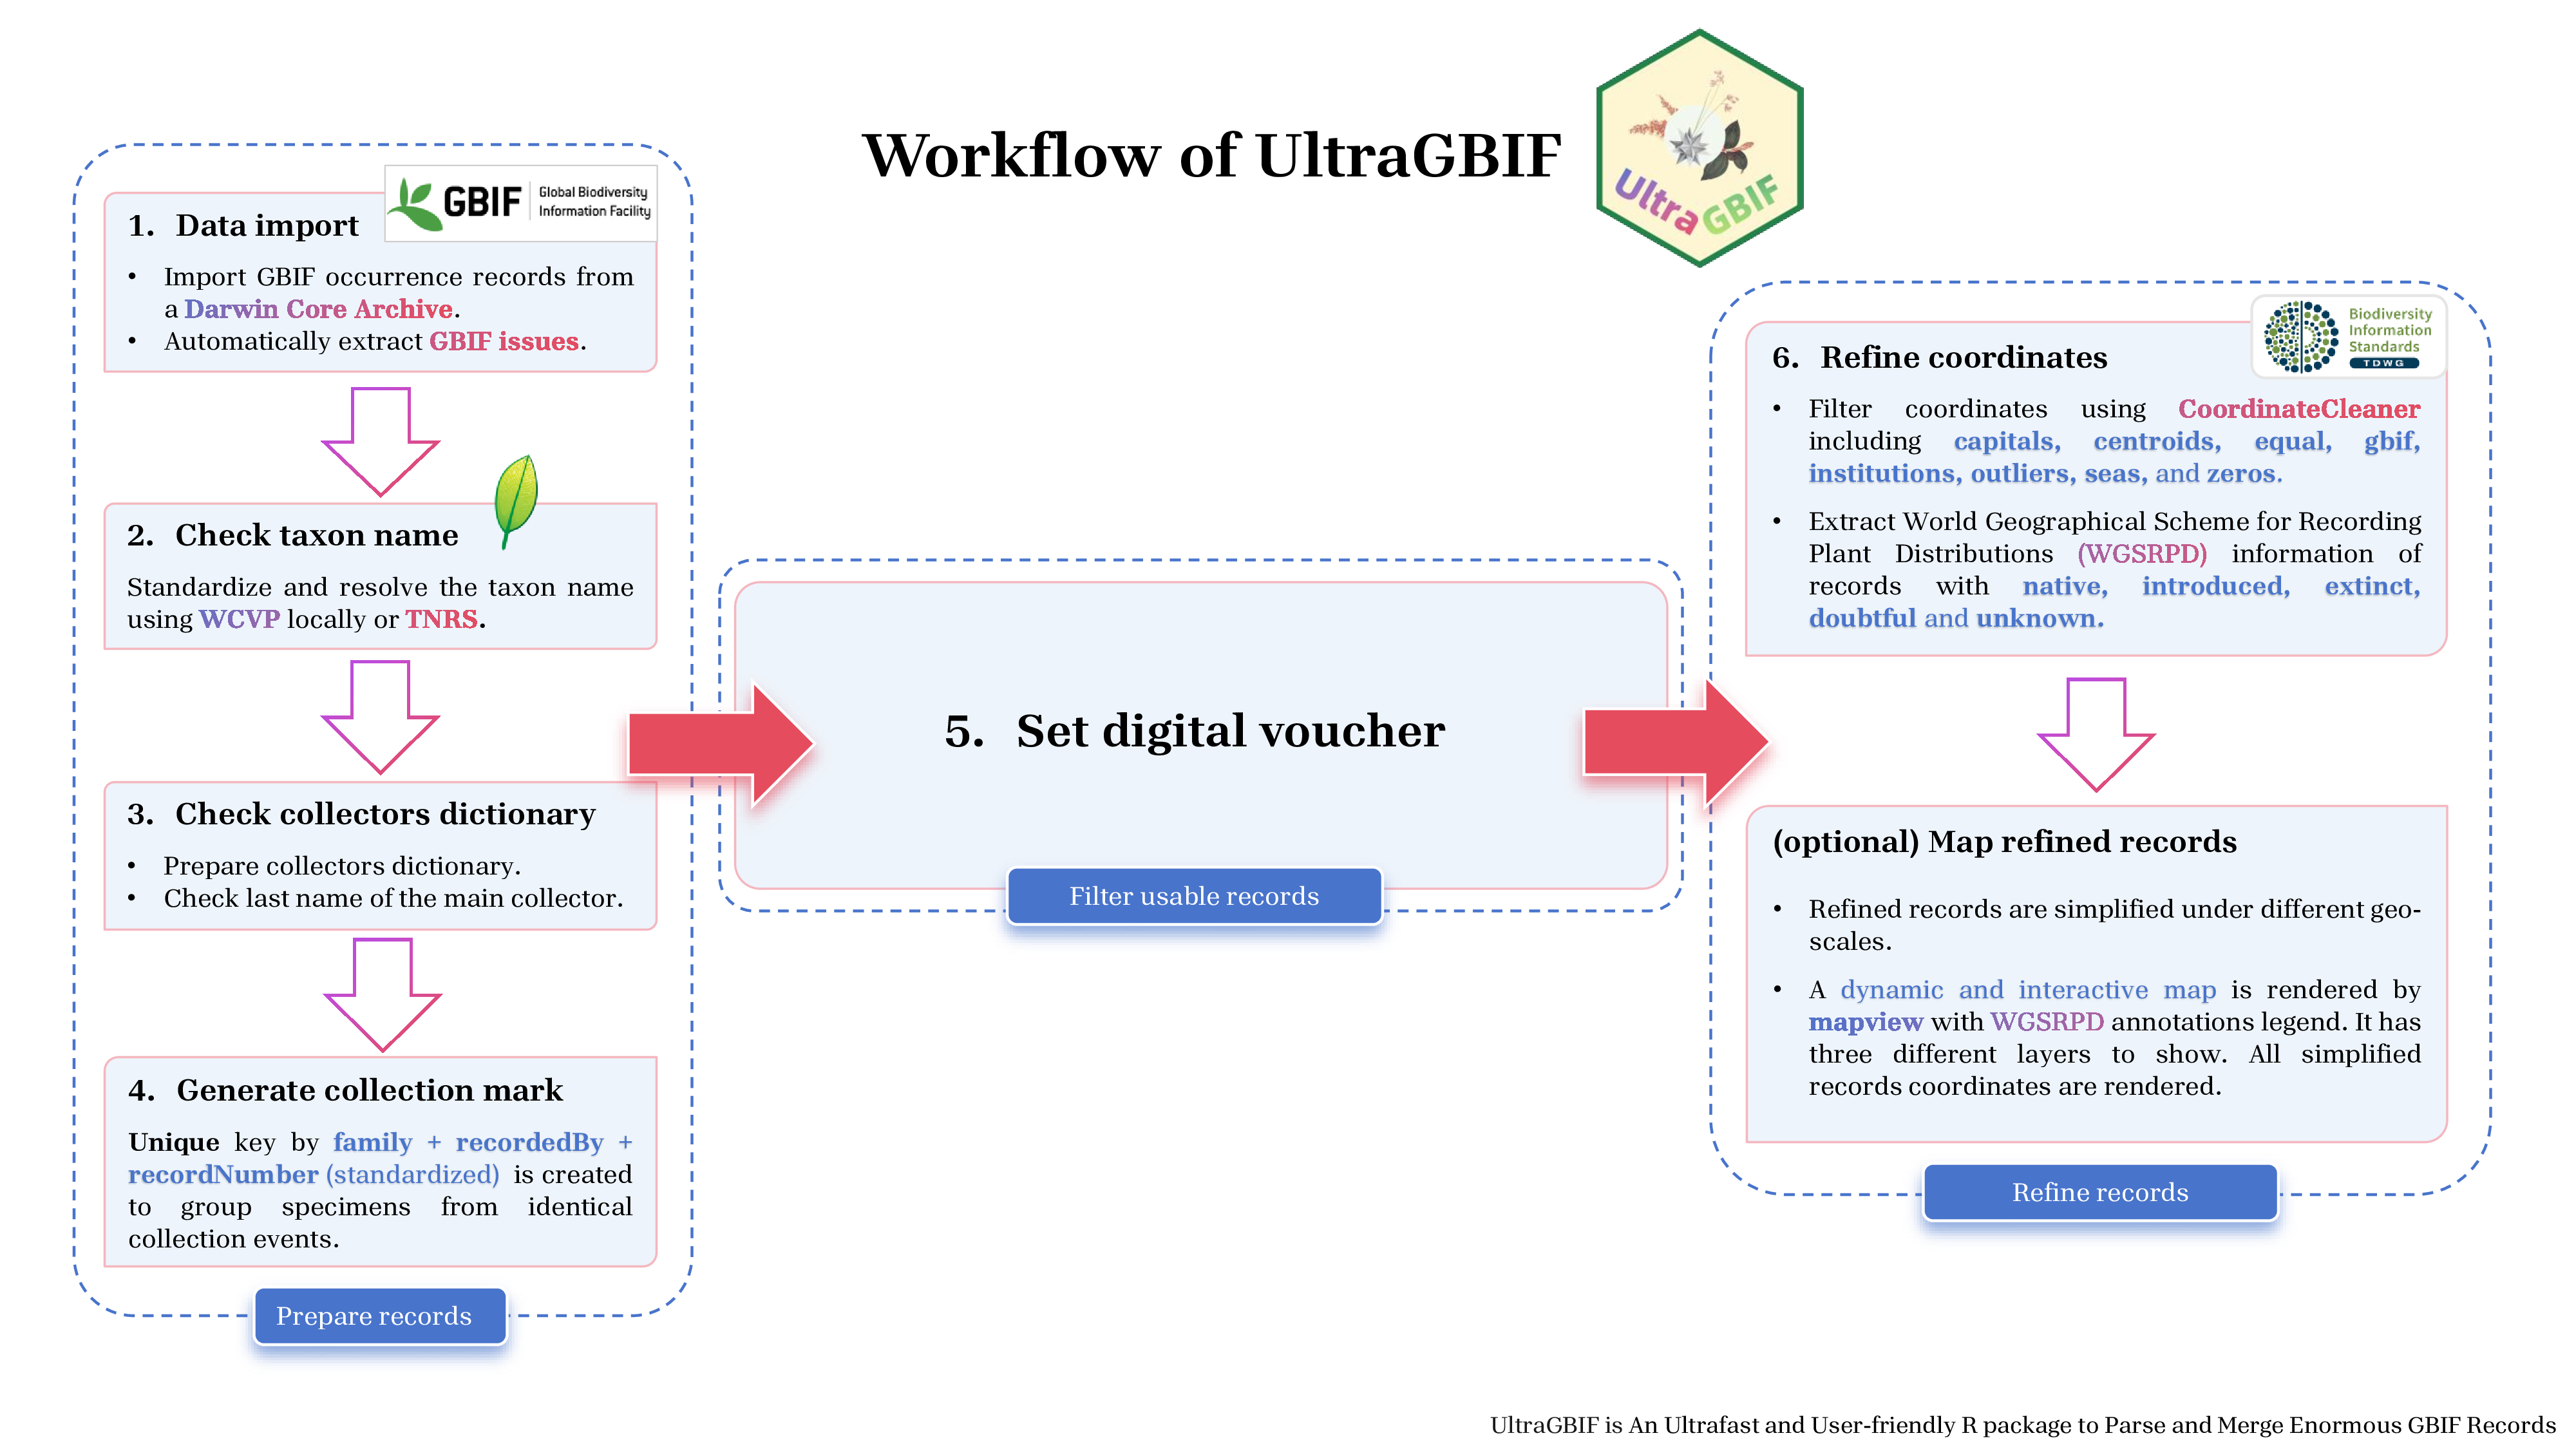 Workflow of UltraGBIF
UltraGBIF
GBIF
Global Biodiversity
Information Facility
1. Data import
• Import GBIF occurrence records from
a Darwin Core Archive.
• Automatically extract GBIF issues.
2. Check taxon name
Standardize and resolve the taxon name
using WCVP locally or TNRS.
3. Check collectors dictionary
• Prepare collectors dictionary.
• Check last name of the main collector.
4. Generate collection mark
Unique key by family + recordedBy +
recordNumber (standardized) is created
to group specimens from identical
collection events.
Prepare records
5. Set digital voucher
Filter usable records
Biodiversity
Information
Standards
TDWG
6. Refine coordinates
• Filter coordinates using CoordinateCleaner
including capitals, centroids, equal, gbif,
institutions, outliers, seas, and zeros.
• Extract World Geographical Scheme for Recording
Plant Distributions (WGSRPD) information of
records with native, introduced, extinct,
doubtful and unknown.
(optional) Map refined records
• Refined records are simplified under different geo-
scales.
• A dynamic and interactive map is rendered by
mapview with WGSRPD annotations legend. It has
three different layers to show. All simplified
records coordinates are rendered.
Refine records
UltraGBIF is An Ultrafast and User-friendly R package to Parse and Merge Enormous GBIF Records